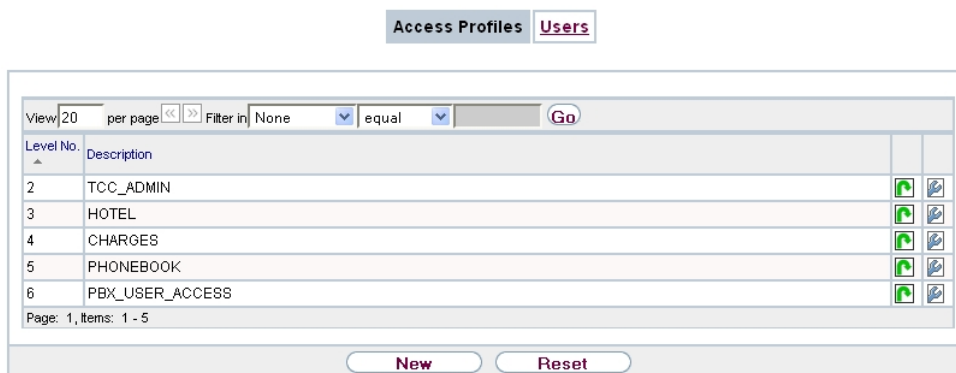 Access Profiles Users
View 20 per page << >> Filter in None equal Go
Level No. Description
2 TCC_ADMIN
3 HOTEL
4 CHARGES
5 PHONEBOOK
6 PBX_USER_ACCESS
Page: 1, Items: 1 - 5
New Reset